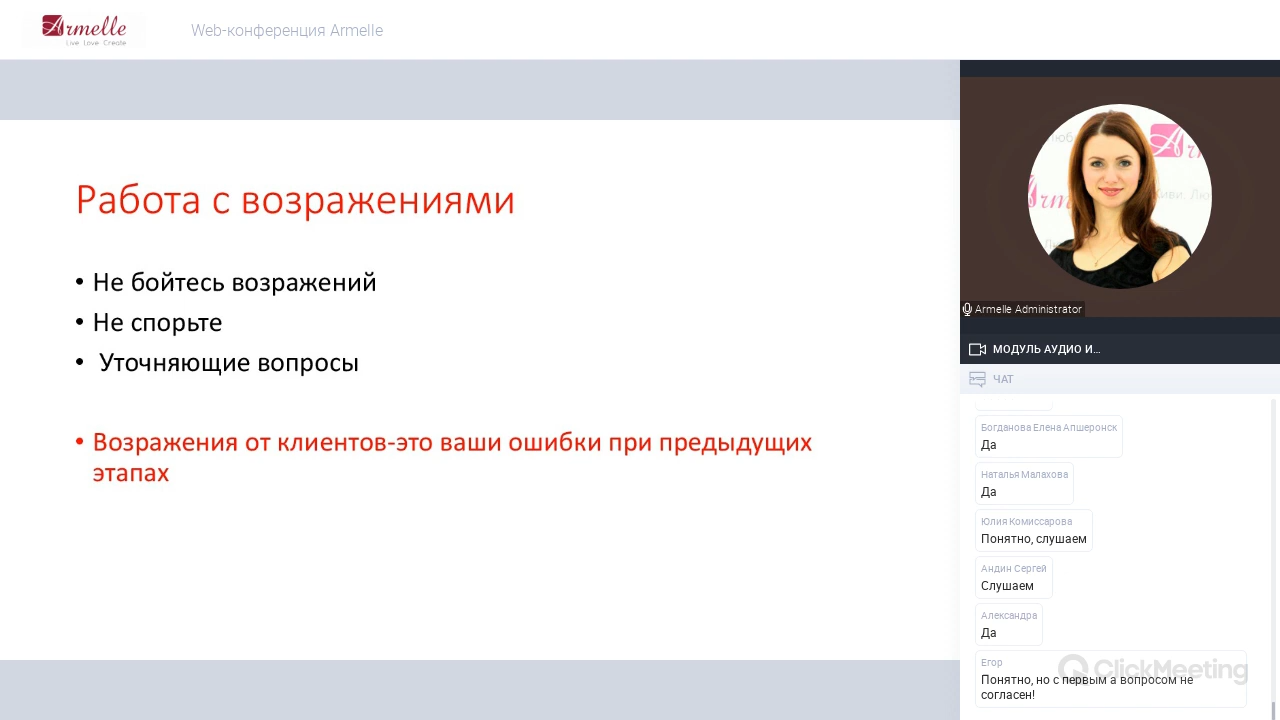 Armelle
Live Love Create
Web-конференция Armelle
Работа с возражениями
• Не бойтесь возражений
• Не спорьте
• Уточняющие вопросы
• Возражения от клиентов-это ваши ошибки при предыдущих
этапах
Armelle Administrator
МОДУЛЬ АУДИО И...
ЧАТ
Богданова Елена Апшеронск
Да
Наталья Малахова
Да
Юлия Комиссарова
Понятно, слушаем
Андин Сергей
Слушаем
Александра
Да
Егор
Понятно, но с первым а вопросом не
согласен!
ClickMeeting